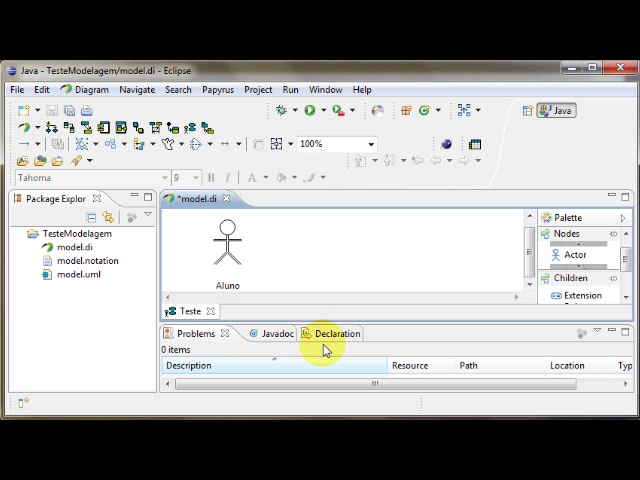 Java - TesteModelagem/model.di - Eclipse
File Edit Diagram Navigate Search Papyrus Project Run Window Help
Java
100%
Tahoma 9 B I A
Package Explor
*model.di
TesteModelagem
model.di
model.notation
model.uml
Aluno
Palette
Nodes
Actor
Children
Extension
Teste
Problems Javadoc Declaration
0 items
Description Resource Path Location Typ